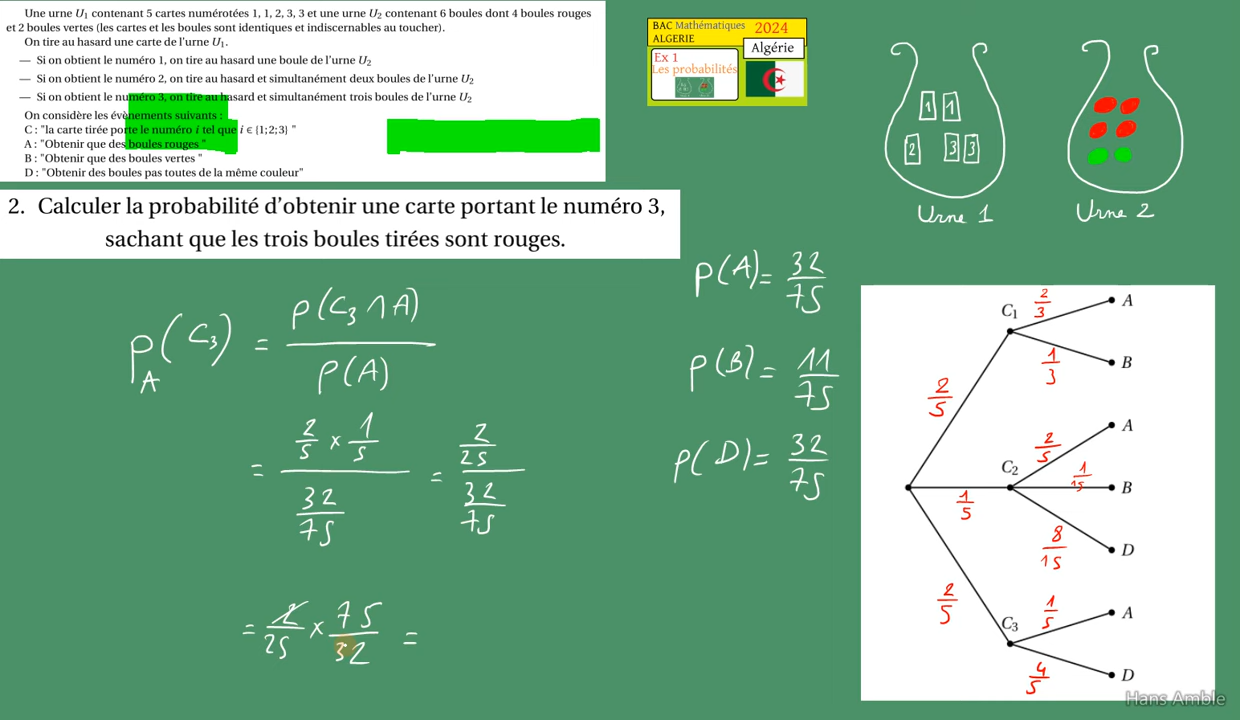 Une urne U₁ contenant 5 cartes numérotées 1, 1, 2, 3, 3 et une urne U₂ contenant 6 boules dont 4 boules rouges
et 2 boules vertes (les cartes et les boules sont identiques et indiscernables au toucher).
On tire au hasard une carte de l'urne U₁.
— Si on obtient le numéro 1, on tire au hasard une boule de l'urne U₂
— Si on obtient le numéro 2, on tire au hasard et simultanément deux boules de l'urne U₂
— Si on obtient le numéro 3, on tire au hasard et simultanément trois boules de l'urne U₂
On considère les évènements suivants :
C : "la carte tirée porte le numéro i tel que i ∈ {1;2;3} "
A : "Obtenir que des boules rouges "
B : "Obtenir que des boules vertes "
D : "Obtenir des boules pas toutes de la même couleur"
BAC Mathématiques 2024
ALGERIE
Algérie
Ex 1
Les probabilités
1 1
2 3 3
Urne 1
Urne 2
2. Calculer la probabilité d'obtenir une carte portant le numéro 3,
sachant que les trois boules tirées sont rouges.
P_A(C₃) = P(C₃ ∩ A) / P(A)
= (2/5 × 1/5) / (32/75) = (2/25) / (32/75)
= 2/25 × 75/32 =
P(A) = 32/75
P(B) = 11/75
P(D) = 32/75
2/3 A
C₁
1/3 B
2/5
2/5 A
C₂ 1/15 B
1/5
8/15 D
2/5
1/5 A
C₃
4/5 D
Hans Amble